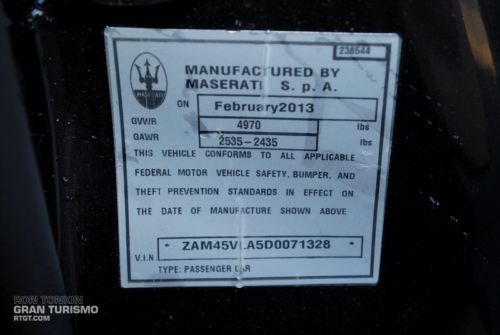 238544
MASERATI
MANUFACTURED BY
MASERATI S.p.A.
ON February2013
GVWR 4970 lbs
GAWR 2535-2435 lbs
THIS VEHICLE CONFORMS TO ALL APPLICABLE
FEDERAL MOTOR VEHICLE SAFETY, BUMPER, AND
THEFT PREVENTION STANDARDS IN EFFECT ON
THE DATE OF MANUFACTURE SHOWN ABOVE
V.I.N. * ZAM45VLA5D0071328 *
TYPE: PASSENGER CAR
RON TONKIN
GRAN TURISMO
RTGT.COM